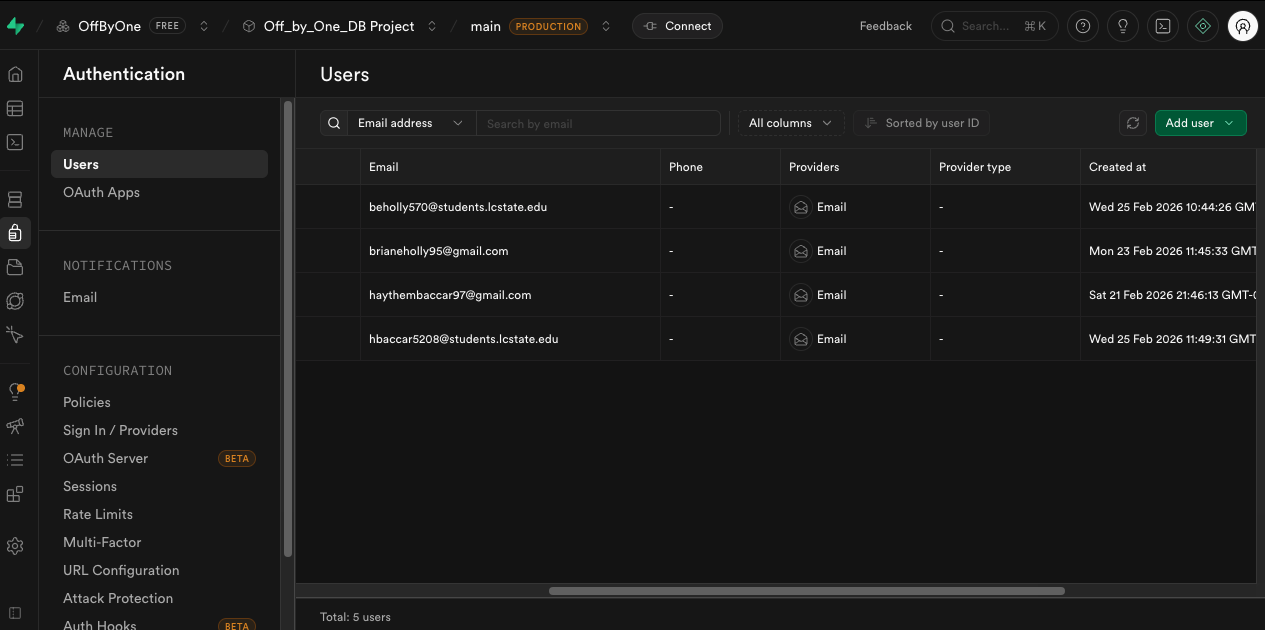 OffByOne FREE Off_by_One_DB Project main PRODUCTION Connect Feedback Search... ⌘K
Authentication
MANAGE
Users
OAuth Apps
NOTIFICATIONS
Email
CONFIGURATION
Policies
Sign In / Providers
OAuth Server BETA
Sessions
Rate Limits
Multi-Factor
URL Configuration
Attack Protection
Auth Hooks BETA
Users
Email address Search by email All columns Sorted by user ID Add user
Email Phone Providers Provider type Created at
beholly570@students.lcstate.edu - Email - Wed 25 Feb 2026 10:44:26 GM
brianeholly95@gmail.com - Email - Mon 23 Feb 2026 11:45:33 GMT
haythembaccar97@gmail.com - Email - Sat 21 Feb 2026 21:46:13 GMT-0
hbaccar5208@students.lcstate.edu - Email - Wed 25 Feb 2026 11:49:31 GMT
Total: 5 users